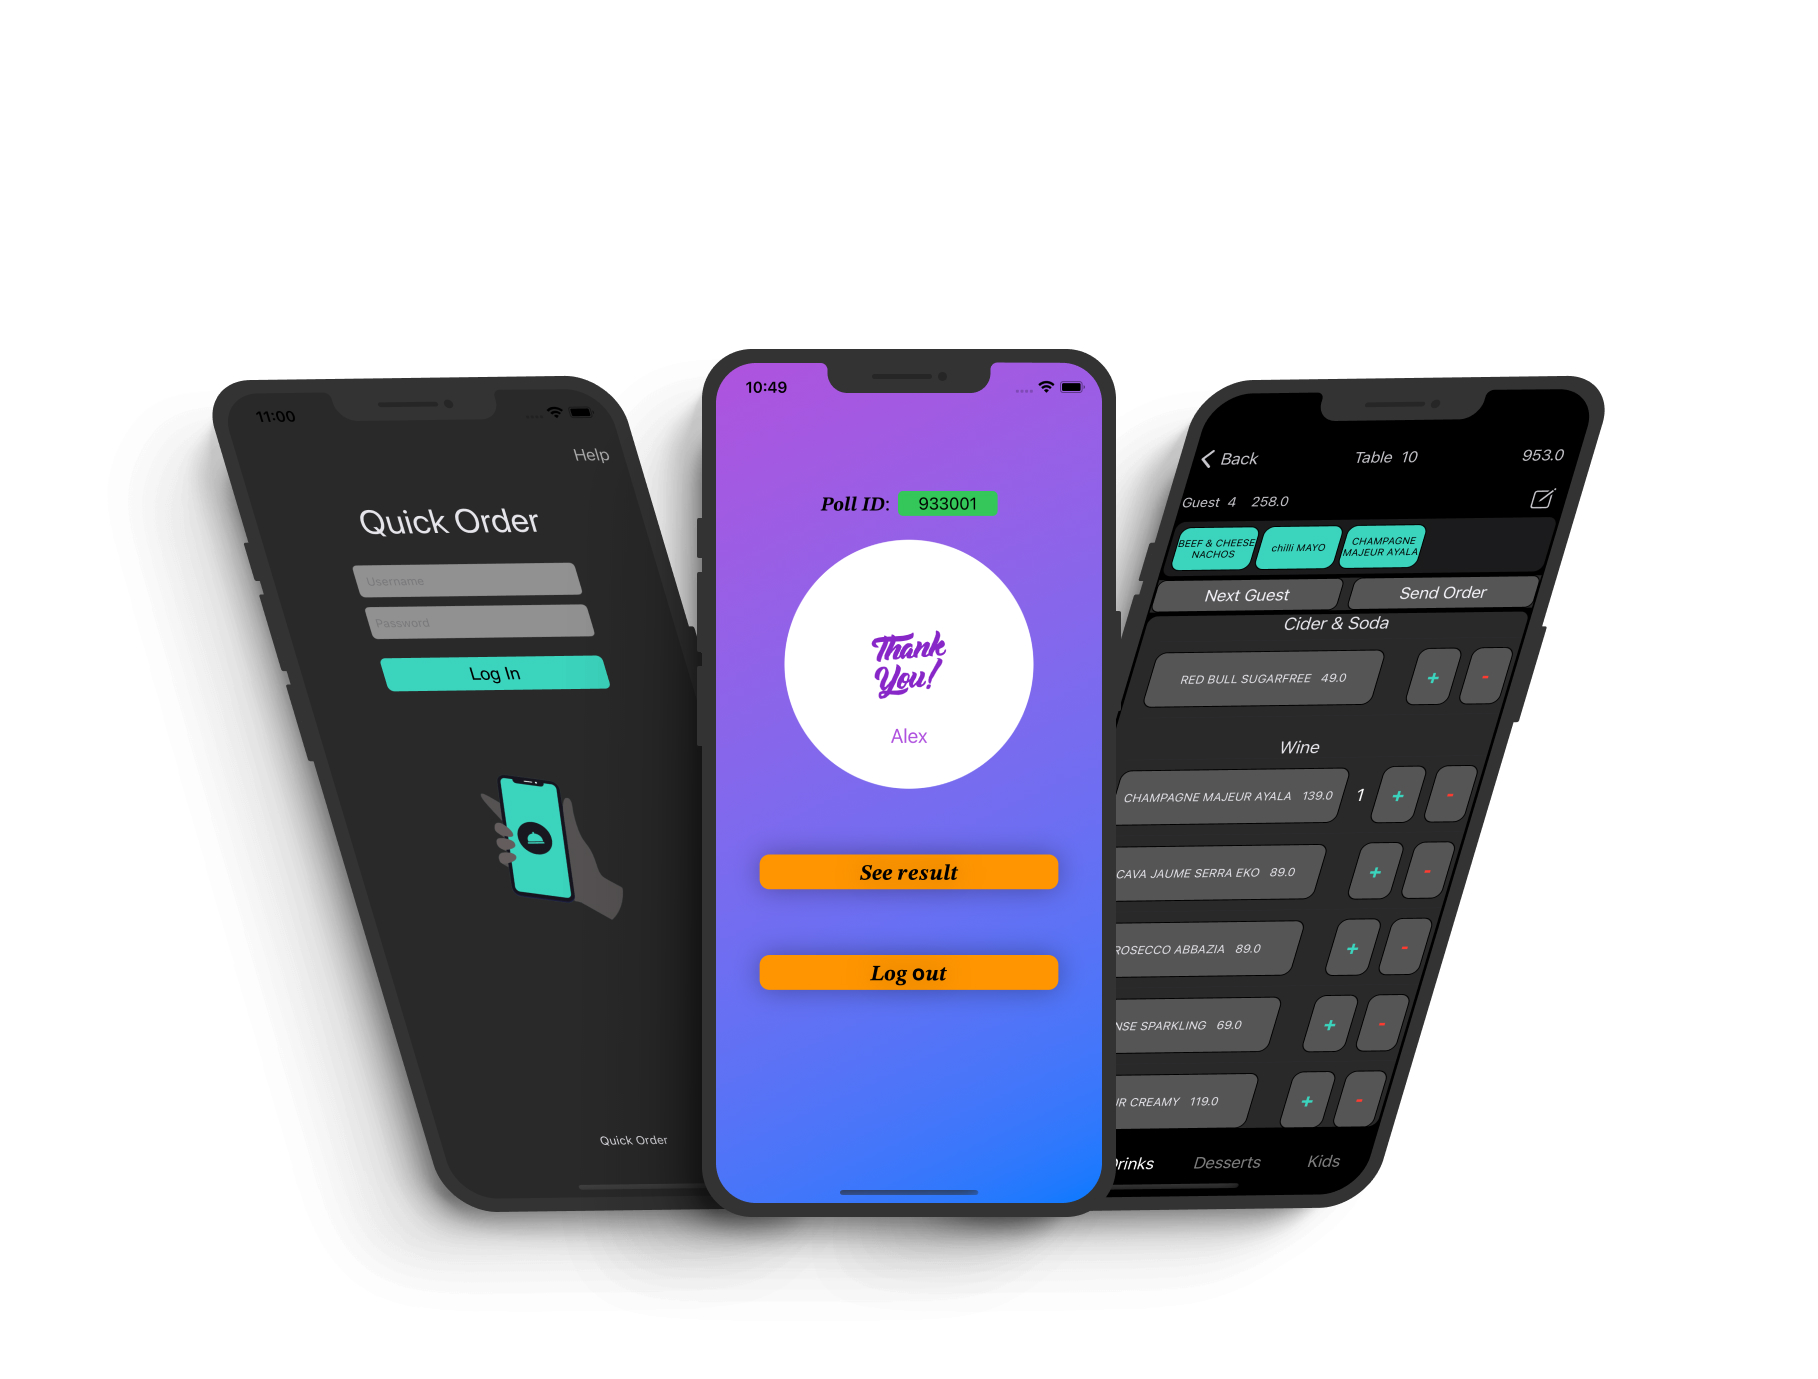 11:00
Help
Quick Order
Username
Password
Log In
Quick Order
10:49
Poll ID: 933001
Thank
You!
Alex
See result
Log out
Back Table 10 953.0
Guest 4 258.0
BEEF & CHEESE
NACHOS
chilli MAYO
CHAMPAGNE
MAJEUR AYALA
Next Guest Send Order
Cider & Soda
RED BULL SUGARFREE 49.0 + -
Wine
CHAMPAGNE MAJEUR AYALA 139.0 1 + -
CAVA JAUME SERRA EKO 89.0 + -
ROSECCO ABBAZIA 89.0 + -
NSE SPARKLING 69.0 + -
UR CREAMY 119.0 + -
Drinks Desserts Kids